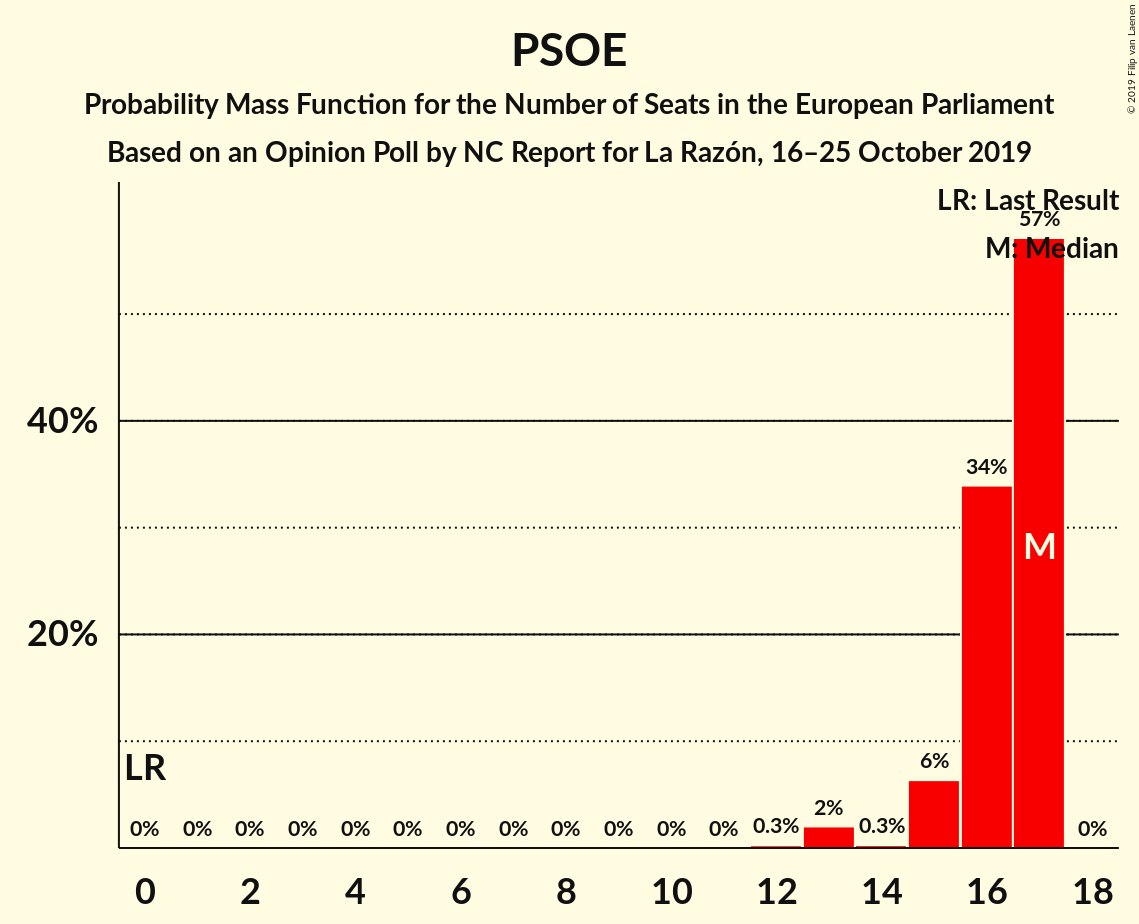 PSOE
Probability Mass Function for the Number of Seats in the European Parliament
Based on an Opinion Poll by NC Report for La Razón, 16–25 October 2019
© 2019 Filip van Laenen
LR: Last Result
M: Median
57%
40%
34%
M
20%
LR
6%
2%
0% 0% 0% 0% 0% 0% 0% 0% 0% 0% 0% 0% 0.3% 0.3% 0%
0 2 4 6 8 10 12 14 16 18